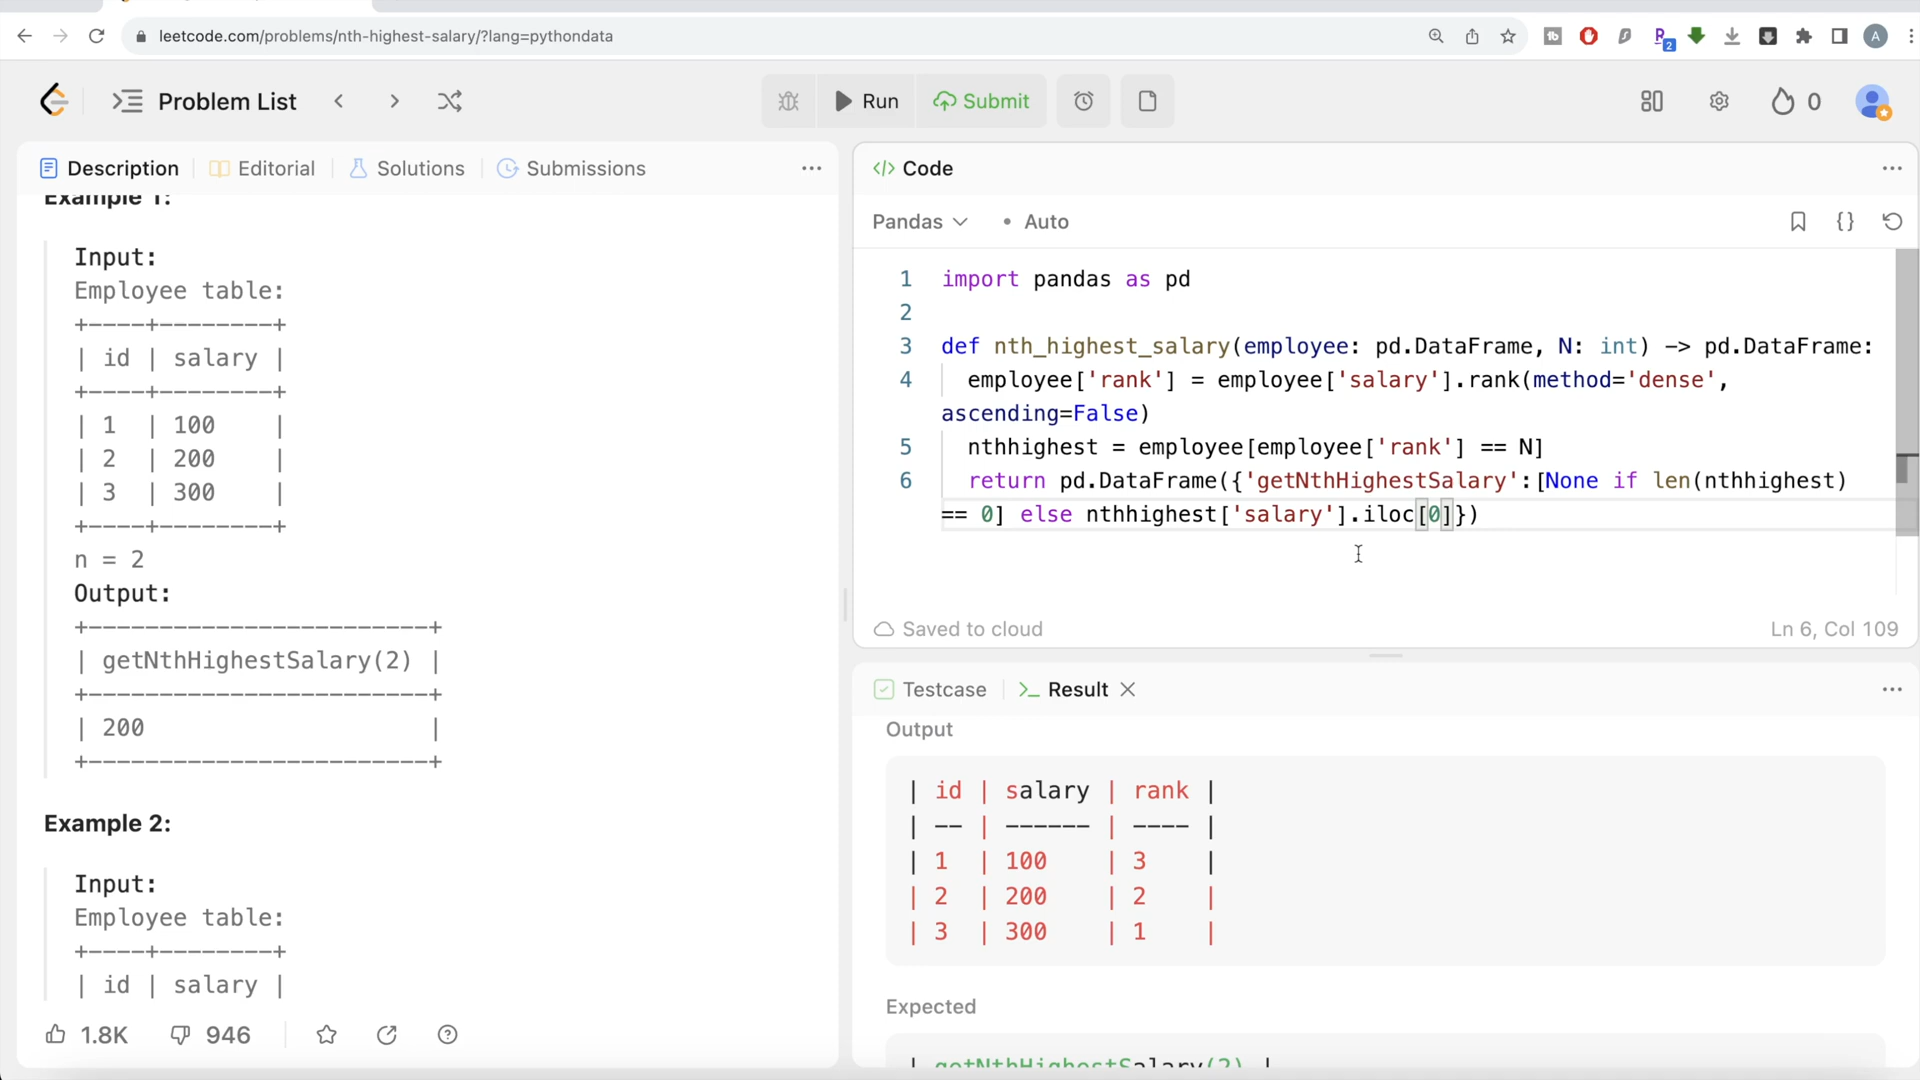 leetcode.com/problems/nth-highest-salary/?lang=pythondata
2
A
Problem List
Run
Submit
0
Description
Editorial
Solutions
Submissions
Example 1:
Input:
Employee table:
+----+--------+
| id | salary |
+----+--------+
| 1  | 100    |
| 2  | 200    |
| 3  | 300    |
+----+--------+
n = 2
Output:
+------------------------+
| getNthHighestSalary(2) |
+------------------------+
| 200                    |
+------------------------+
Example 2:
Input:
Employee table:
+----+--------+
| id | salary |
1.8K
946
</> Code
Pandas
• Auto
{}
1 import pandas as pd
2
3 def nth_highest_salary(employee: pd.DataFrame, N: int) -> pd.DataFrame:
4 employee['rank'] = employee['salary'].rank(method='dense',
ascending=False)
5 nthhighest = employee[employee['rank'] == N]
6 return pd.DataFrame({'getNthHighestSalary':[None if len(nthhighest)
== 0] else nthhighest['salary'].iloc[0]})
Saved to cloud
Ln 6, Col 109
Testcase
>_ Result
Output
| id | salary | rank |
| -- | ------ | ---- |
| 1  | 100    | 3    |
| 2  | 200    | 2    |
| 3  | 300    | 1    |
Expected
| getNthHighestSalary(2) |